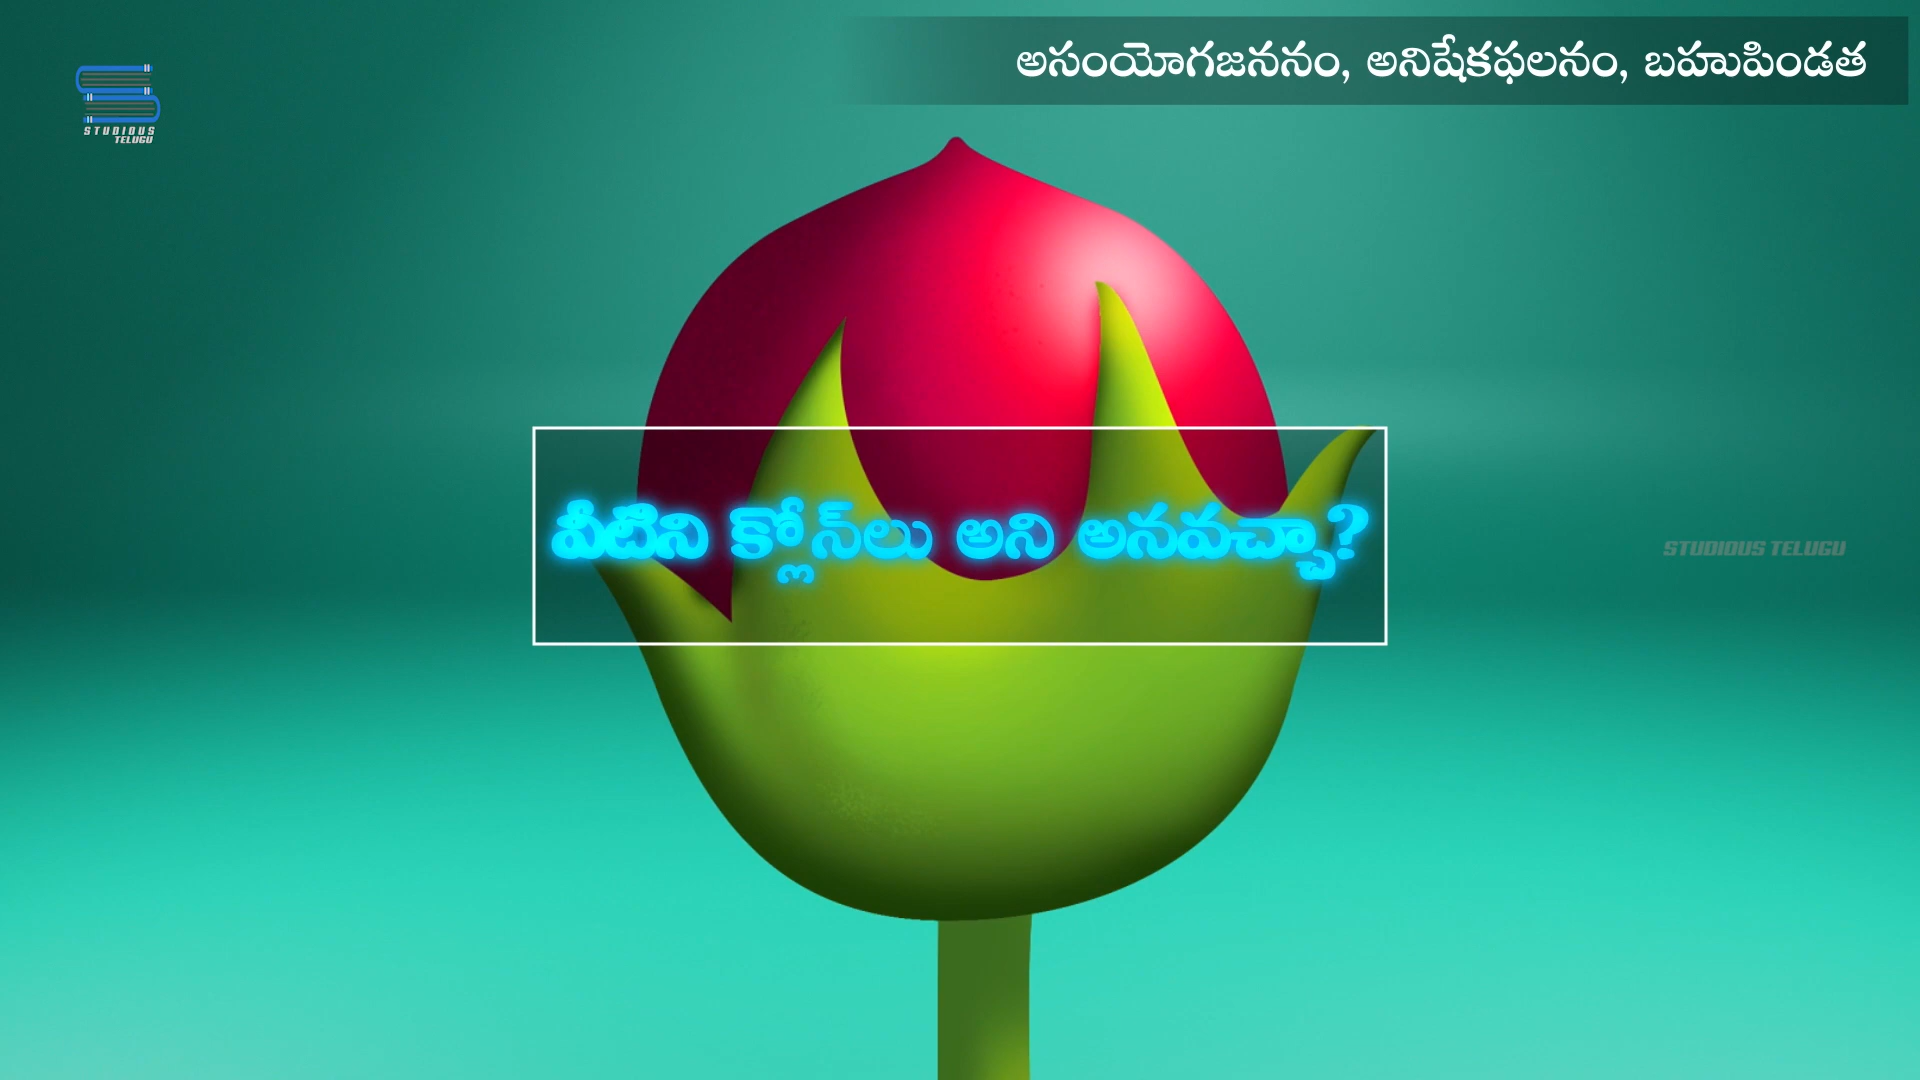 అసంయోగజననం, అనిషేకఫలనం, బహుపిండత
STUDIOUS
TELUGU
వీటిని క్లోన్‌లు అని అనవచ్చా?
STUDIOUS TELUGU